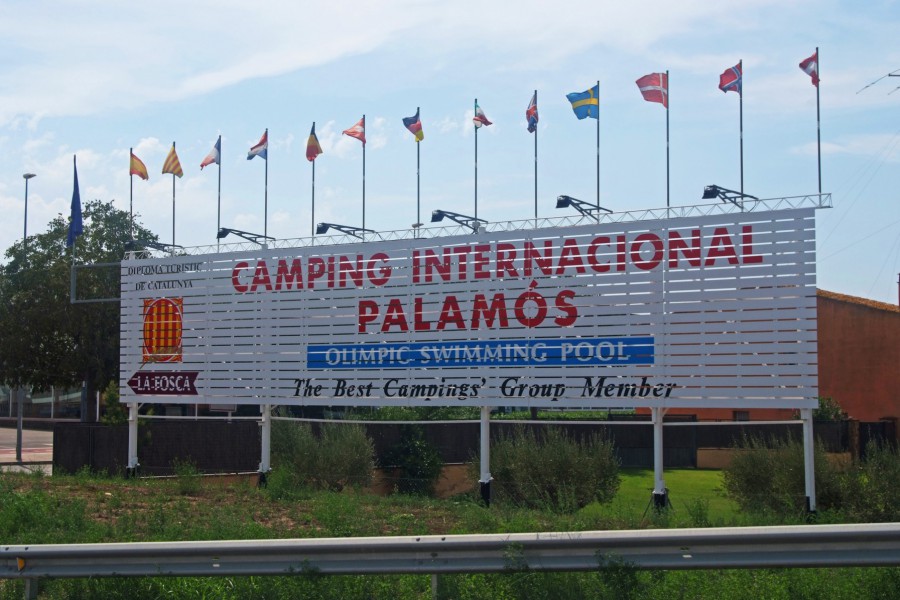 DIPLOMA TURÍSTIC
DE CATALUNYA
CAMPING INTERNACIONAL
PALAMÓS
OLIMPIC SWIMMING POOL
LA FOSCA
The Best Campings' Group Member